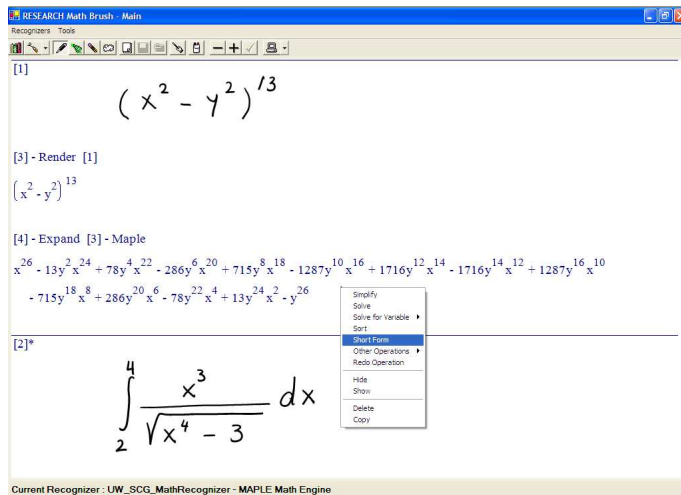 RESEARCH Math Brush - Main
Recognizers Tools
[1]
(x² - y²)¹³
[3] - Render [1]
(x² - y²)¹³
[4] - Expand [3] - Maple
x²⁶ - 13y²x²⁴ + 78y⁴x²² - 286y⁶x²⁰ + 715y⁸x¹⁸ - 1287y¹⁰x¹⁶ + 1716y¹²x¹⁴ - 1716y¹⁴x¹² + 1287y¹⁶x¹⁰
- 715y¹⁸x⁸ + 286y²⁰x⁶ - 78y²²x⁴ + 13y²⁴x² - y²⁶
Simplify
Solve
Solve for Variable
Sort
Short Form
Other Operations
Redo Operation
Hide
Show
Delete
Copy
[2]*
∫₂⁴ x³/√(x⁴ - 3) dx
Current Recognizer : UW_SCG_MathRecognizer - MAPLE Math Engine